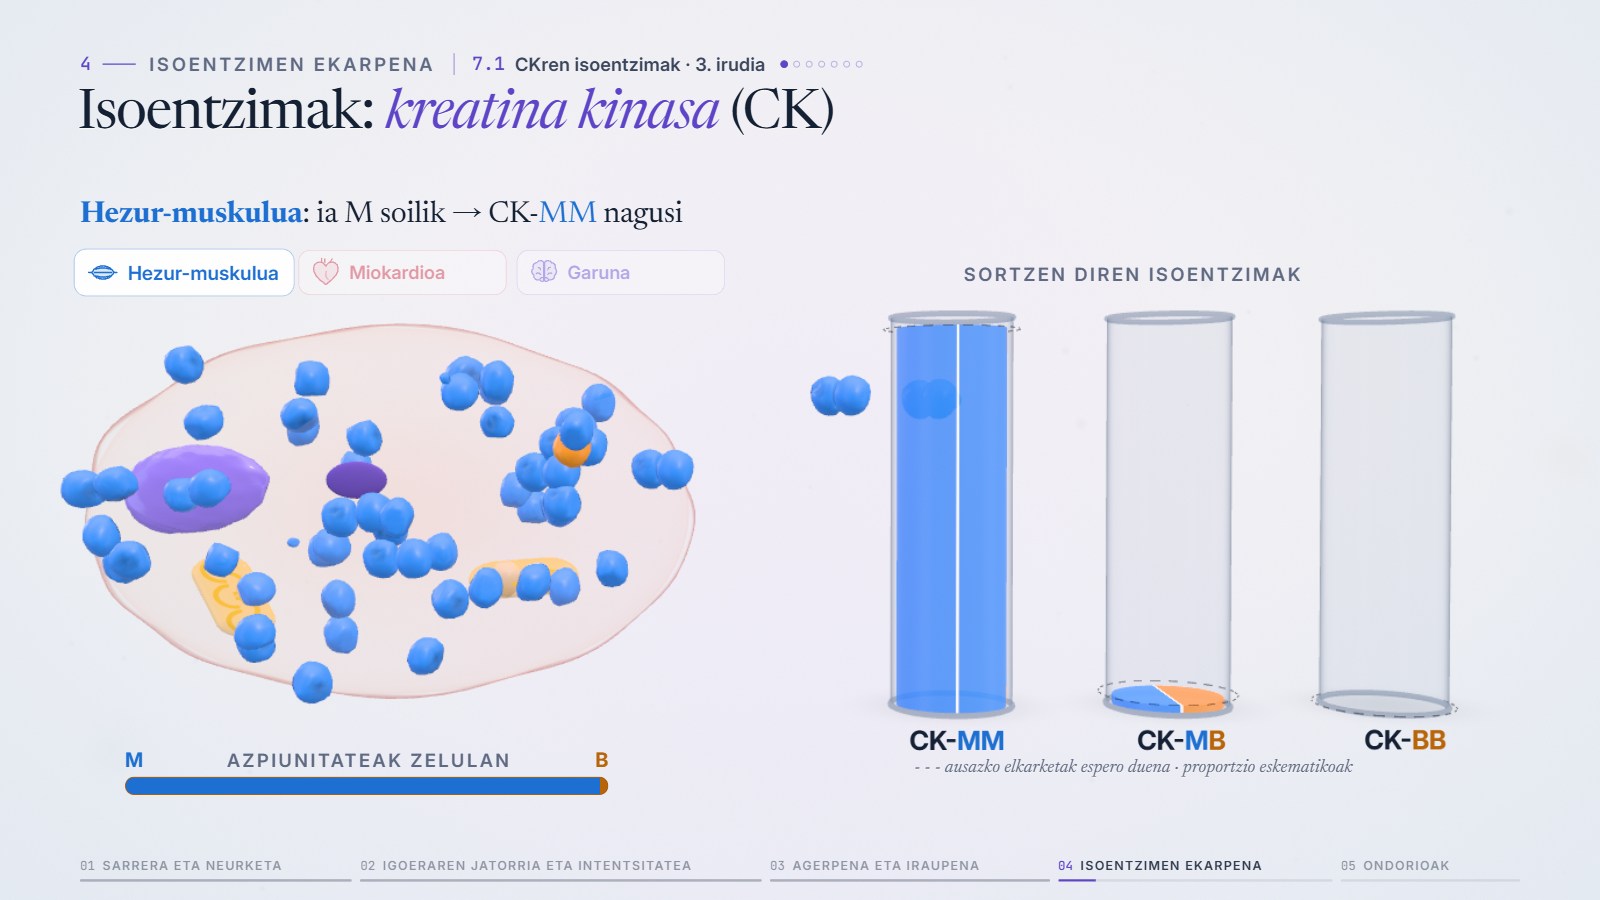 4 — ISOENTZIMEN EKARPENA | 7.1 CKren isoentzimak · 3. irudia
Isoentzimak: kreatina kinasa (CK)
Hezur-muskulua: ia M soilik → CK-MM nagusi
Hezur-muskulua Miokardioa Garuna
SORTZEN DIREN ISOENTZIMAK
CK-MM CK-MB CK-BB
- - - ausazko elkarketak espero duena · proportzio eskematikoak
M AZPIUNITATEAK ZELULAN B
01 SARRERA ETA NEURKETA 02 IGOERAREN JATORRIA ETA INTENTSITATEA 03 AGERPENA ETA IRAUPENA 04 ISOENTZIMEN EKARPENA 05 ONDORIOAK